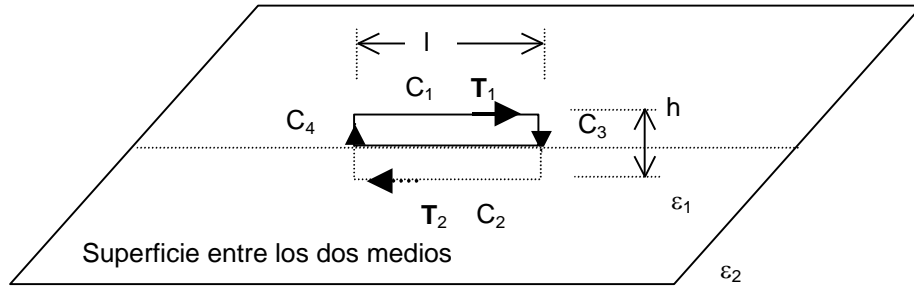 l
C₁ T₁
C₄ C₃ h
T₂ C₂ ε₁
Superficie entre los dos medios
ε₂